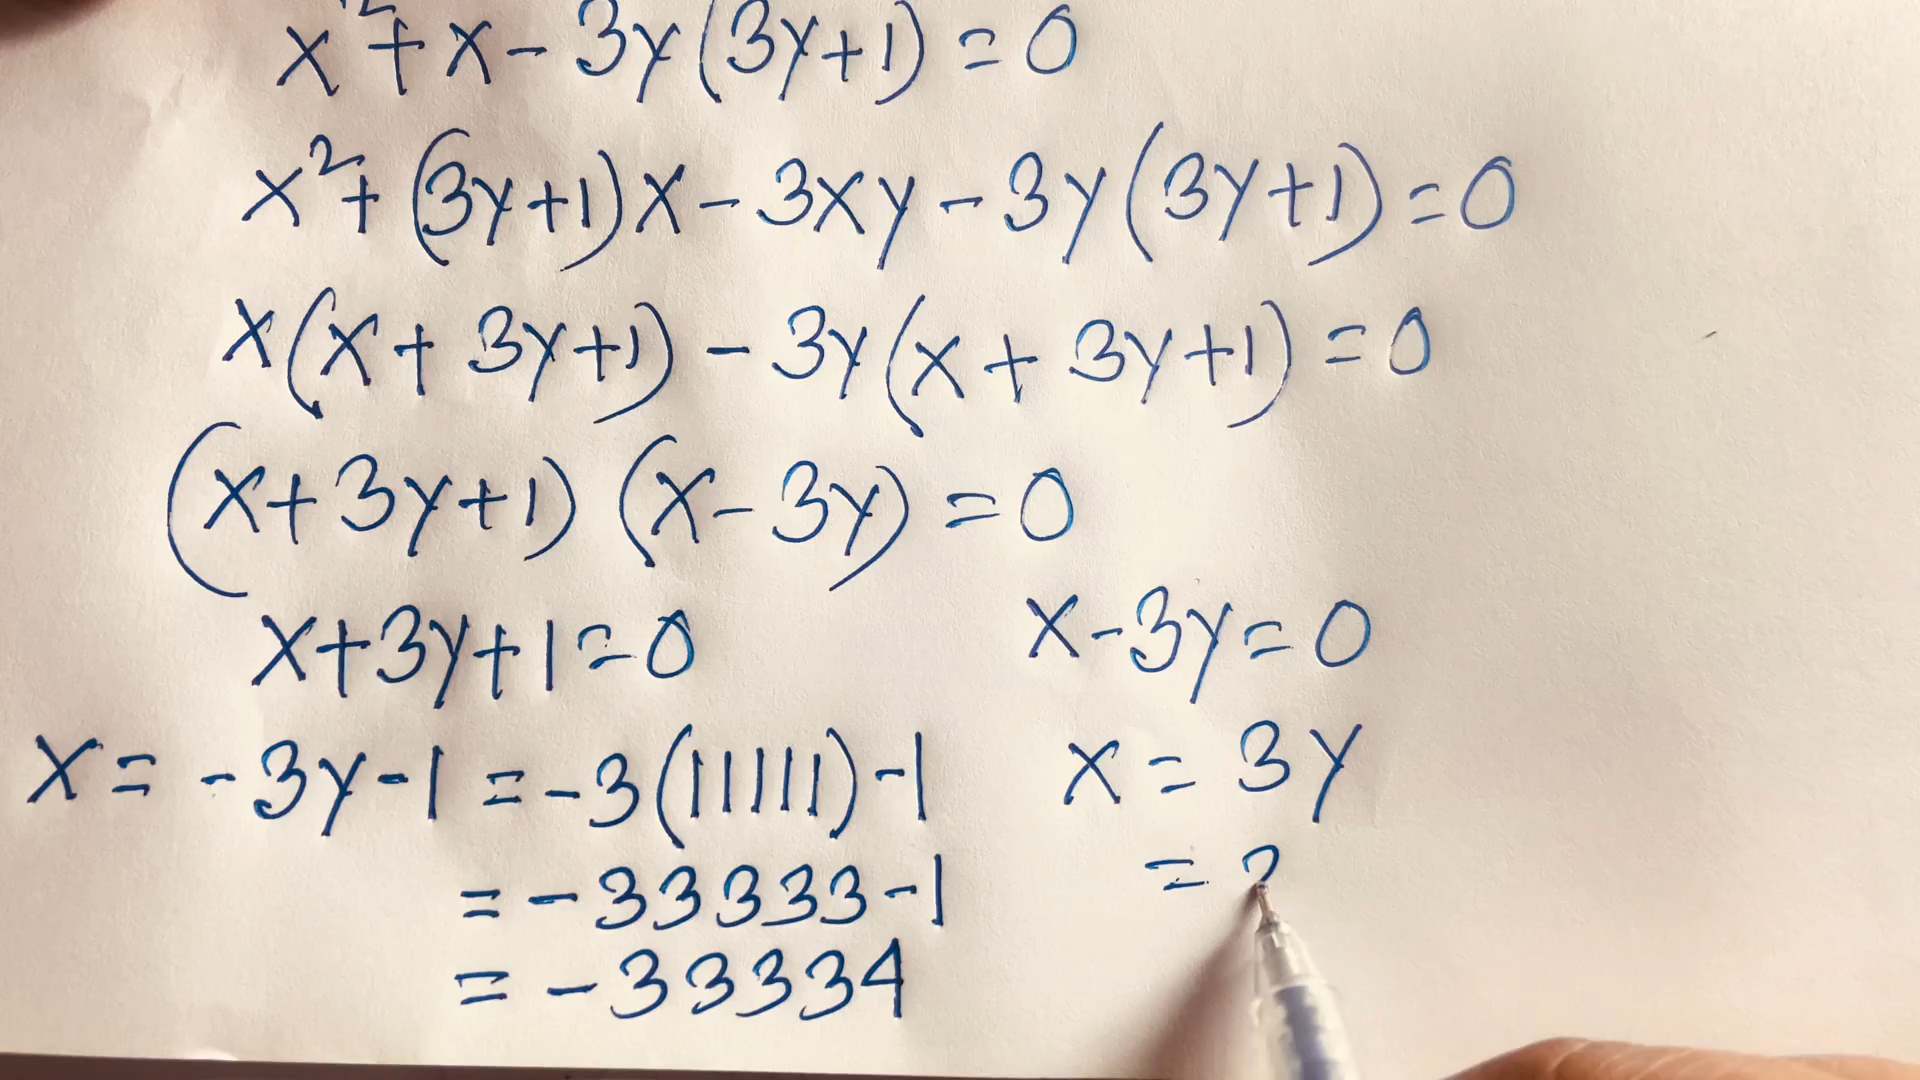 x²+x-3y(3y+1)=0
x²+(3y+1)x-3xy-3y(3y+1)=0
x(x+3y+1)-3y(x+3y+1)=0
(x+3y+1)(x-3y)=0
x+3y+1=0 x-3y=0
x=-3y-1=-3(11111)-1 x=3y
=-33333-1 =
=-33334